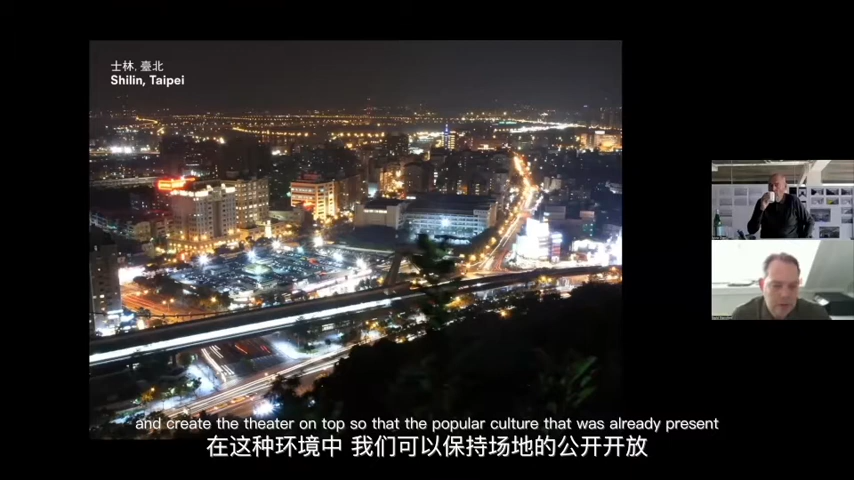 士林, 臺北
Shilin, Taipei
and create the theater on top so that the popular culture that was already present
在这种环境中 我们可以保持场地的公开开放